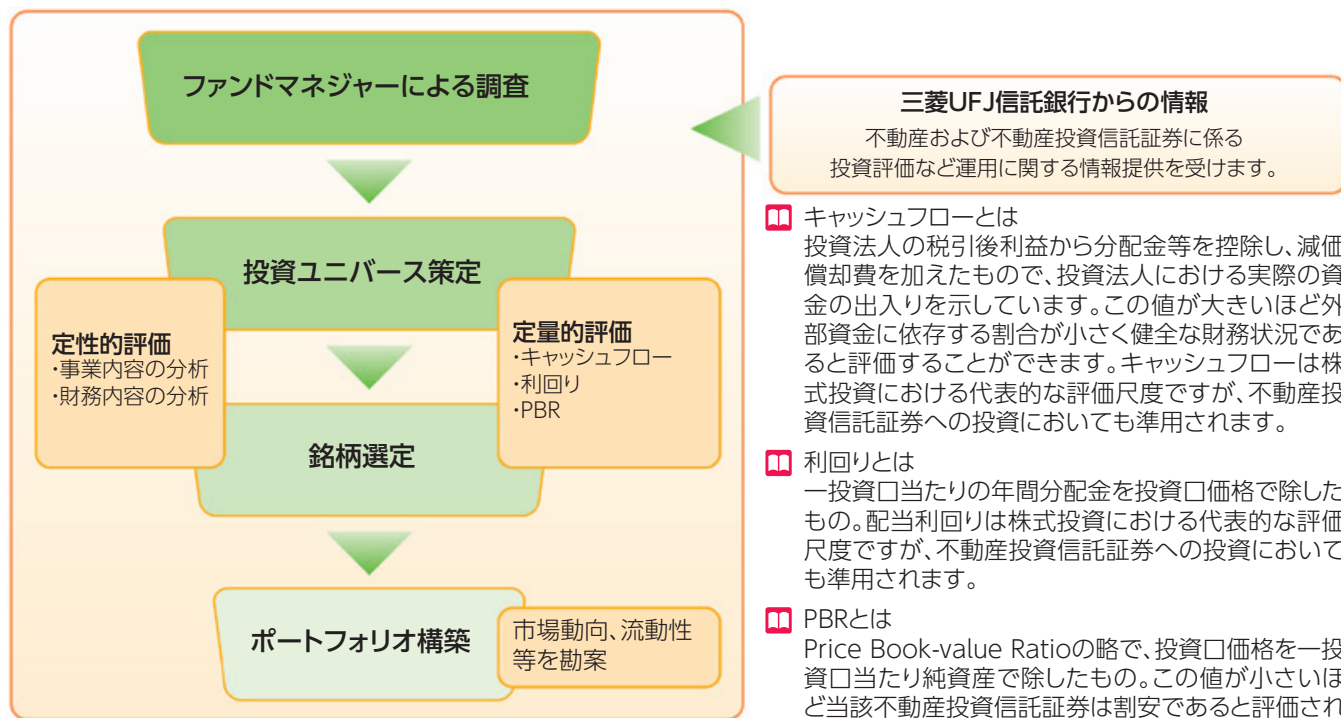 ファンドマネジャーによる調査
三菱UFJ信託銀行からの情報
不動産および不動産投資信託証券に係る
投資評価など運用に関する情報提供を受けます。
投資ユニバース策定
定性的評価
・事業内容の分析
・財務内容の分析
定量的評価
・キャッシュフロー
・利回り
・PBR
銘柄選定
ポートフォリオ構築
市場動向、流動性
等を勘案
キャッシュフローとは
投資法人の税引後利益から分配金等を控除し、減価
償却費を加えたもので、投資法人における実際の資
金の出入りを示しています。この値が大きいほど外
部資金に依存する割合が小さく健全な財務状況であ
ると評価することができます。キャッシュフローは株
式投資における代表的な評価尺度ですが、不動産投
資信託証券への投資においても準用されます。
利回りとは
一投資口当たりの年間分配金を投資口価格で除した
もの。配当利回りは株式投資における代表的な評価
尺度ですが、不動産投資信託証券への投資において
も準用されます。
PBRとは
Price Book-value Ratioの略で、投資口価格を一投
資口当たり純資産で除したもの。この値が小さいほ
ど当該不動産投資信託証券は割安であると評価され